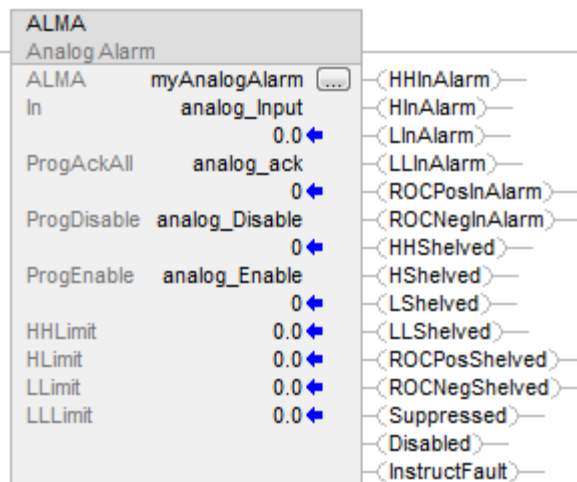 ALMA
Analog Alarm
ALMA myAnalogAlarm ... HHInAlarm
In analog_Input HInAlarm
0.0 LInAlarm
ProgAckAll analog_ack LLInAlarm
0 ROCPosInAlarm
ProgDisable analog_Disable ROCNegInAlarm
0 HHShelved
ProgEnable analog_Enable HShelved
0 LShelved
HHLimit 0.0 LLShelved
HLimit 0.0 ROCPosShelved
LLimit 0.0 ROCNegShelved
LLLimit 0.0 Suppressed
Disabled
InstructFault